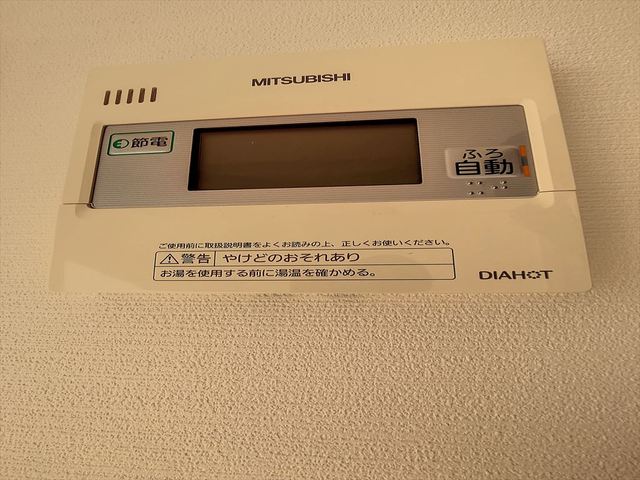 MITSUBISHI
節電
ふろ
自動
ご使用前に取扱説明書をよくお読みの上、正しくお使いください。
警告 やけどのおそれあり
お湯を使用する前に湯温を確かめる。
DIAHOT